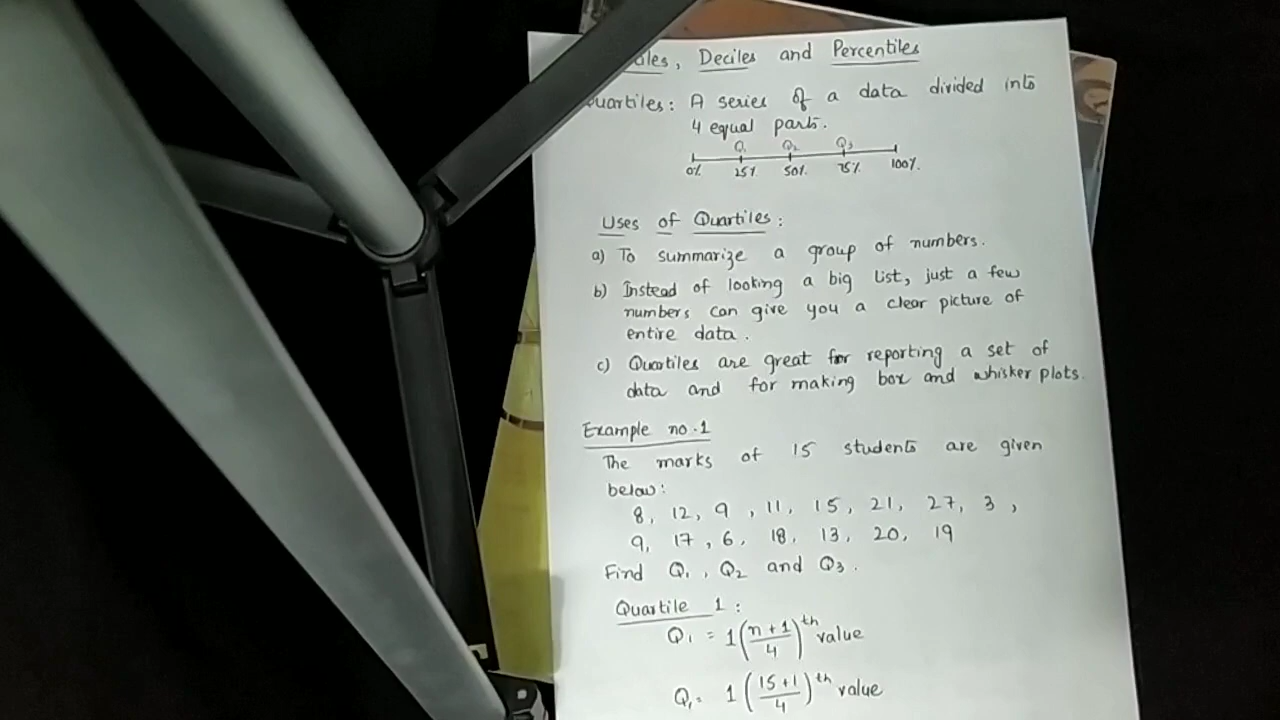 , Deciles and Percentiles
uartiles: A series of a data divided into
4 equal parts.
Q1 Q2 Q3
0% 25% 50% 75% 100%.
Uses of Quartiles:
a) To summarize a group of numbers.
b) Instead of looking a big list, just a few
numbers can give you a clear picture of
entire data.
c) Quartiles are great for reporting a set of
data and for making box and whisker plots.
Example no.1
The marks of 15 students are given
below:
8, 12, 9, 11, 15, 21, 27, 3,
9, 17, 6, 18, 13, 20, 19
Find Q1, Q2 and Q3.
Quartile 1:
Q1 = 1(n+1/4)th value
Q1 = 1(15+1/4)th value